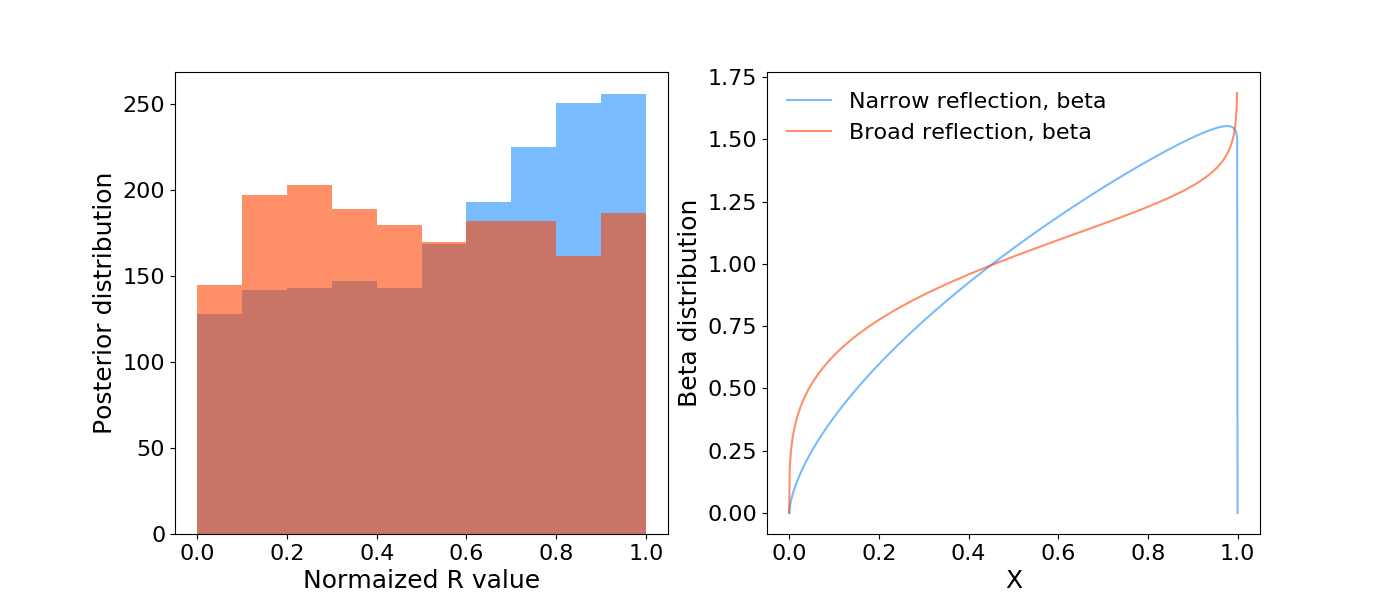 Posterior distribution
250
200
150
100
50
0
0.0 0.2 0.4 0.6 0.8 1.0
Normaized R value
Beta distribution
1.75
1.50
1.25
1.00
0.75
0.50
0.25
0.00
Narrow reflection, beta
Broad reflection, beta
0.0 0.2 0.4 0.6 0.8 1.0
X